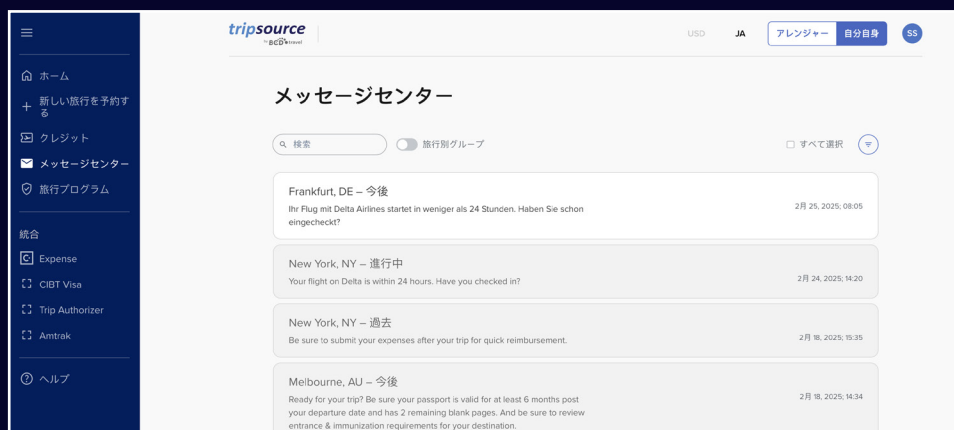 tripsource
by BCD travel
USD
JA
アレンジャー
自分自身
SS
ホーム
新しい旅行を予約す
る
クレジット
メッセージセンター
旅行プログラム
統合
Expense
CIBT Visa
Trip Authorizer
Amtrak
ヘルプ
メッセージセンター
検索
旅行別グループ
すべて選択
Frankfurt, DE – 今後
Ihr Flug mit Delta Airlines startet in weniger als 24 Stunden. Haben Sie schon
eingecheckt?
2月 25, 2025; 08:05
New York, NY – 進行中
Your flight on Delta is within 24 hours. Have you checked in?
2月 24, 2025; 14:20
New York, NY – 過去
Be sure to submit your expenses after your trip for quick reimbursement.
2月 18, 2025; 15:35
Melbourne, AU – 今後
Ready for your trip? Be sure your passport is valid for at least 6 months post
your departure date and has 2 remaining blank pages. And be sure to review
entrance & immunization requirements for your destination.
2月 18, 2025; 14:34